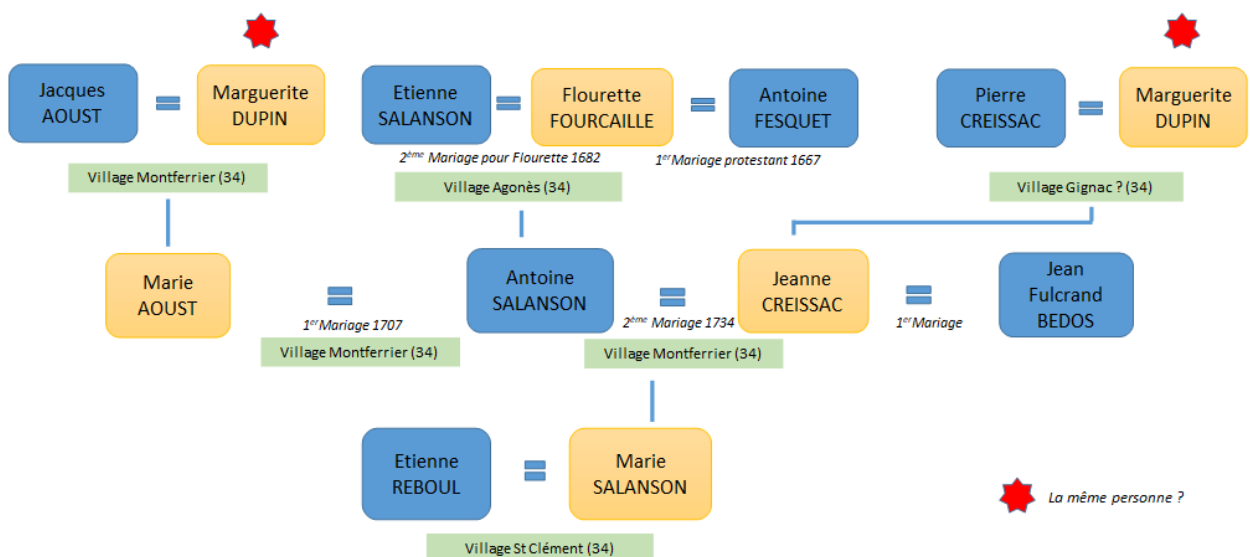 Jacques
AOUST
=
Marguerite
DUPIN
Etienne
SALANSON
=
Flourette
FOURCAILLE
=
Antoine
FESQUET
Pierre
CREISSAC
=
Marguerite
DUPIN
2ème Mariage pour Flourette 1682
1er Mariage protestant 1667
Village Montferrier (34)
Village Agonès (34)
Village Gignac ? (34)
Marie
AOUST
=
Antoine
SALANSON
=
Jeanne
CREISSAC
=
Jean
Fulcrand
BEDOS
1er Mariage 1707
2ème Mariage 1734
1er Mariage
Village Montferrier (34)
Village Montferrier (34)
Etienne
REBOUL
=
Marie
SALANSON
La même personne ?
Village St Clément (34)